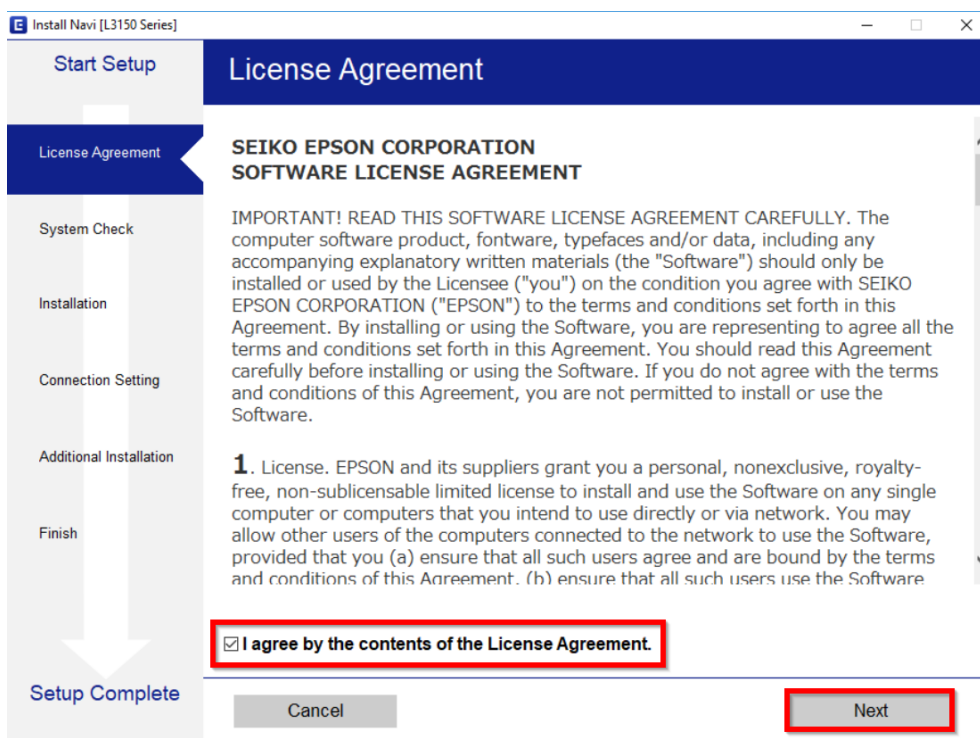 Install Navi [L3150 Series]
Start Setup
License Agreement
System Check
Installation
Connection Setting
Additional Installation
Finish
Setup Complete
License Agreement
SEIKO EPSON CORPORATION
SOFTWARE LICENSE AGREEMENT
IMPORTANT! READ THIS SOFTWARE LICENSE AGREEMENT CAREFULLY. The
computer software product, fontware, typefaces and/or data, including any
accompanying explanatory written materials (the "Software") should only be
installed or used by the Licensee ("you") on the condition you agree with SEIKO
EPSON CORPORATION ("EPSON") to the terms and conditions set forth in this
Agreement. By installing or using the Software, you are representing to agree all the
terms and conditions set forth in this Agreement. You should read this Agreement
carefully before installing or using the Software. If you do not agree with the terms
and conditions of this Agreement, you are not permitted to install or use the
Software.
1. License. EPSON and its suppliers grant you a personal, nonexclusive, royalty-
free, non-sublicensable limited license to install and use the Software on any single
computer or computers that you intend to use directly or via network. You may
allow other users of the computers connected to the network to use the Software,
provided that you (a) ensure that all such users agree and are bound by the terms
and conditions of this Agreement, (b) ensure that all such users use the Software
I agree by the contents of the License Agreement.
Cancel
Next